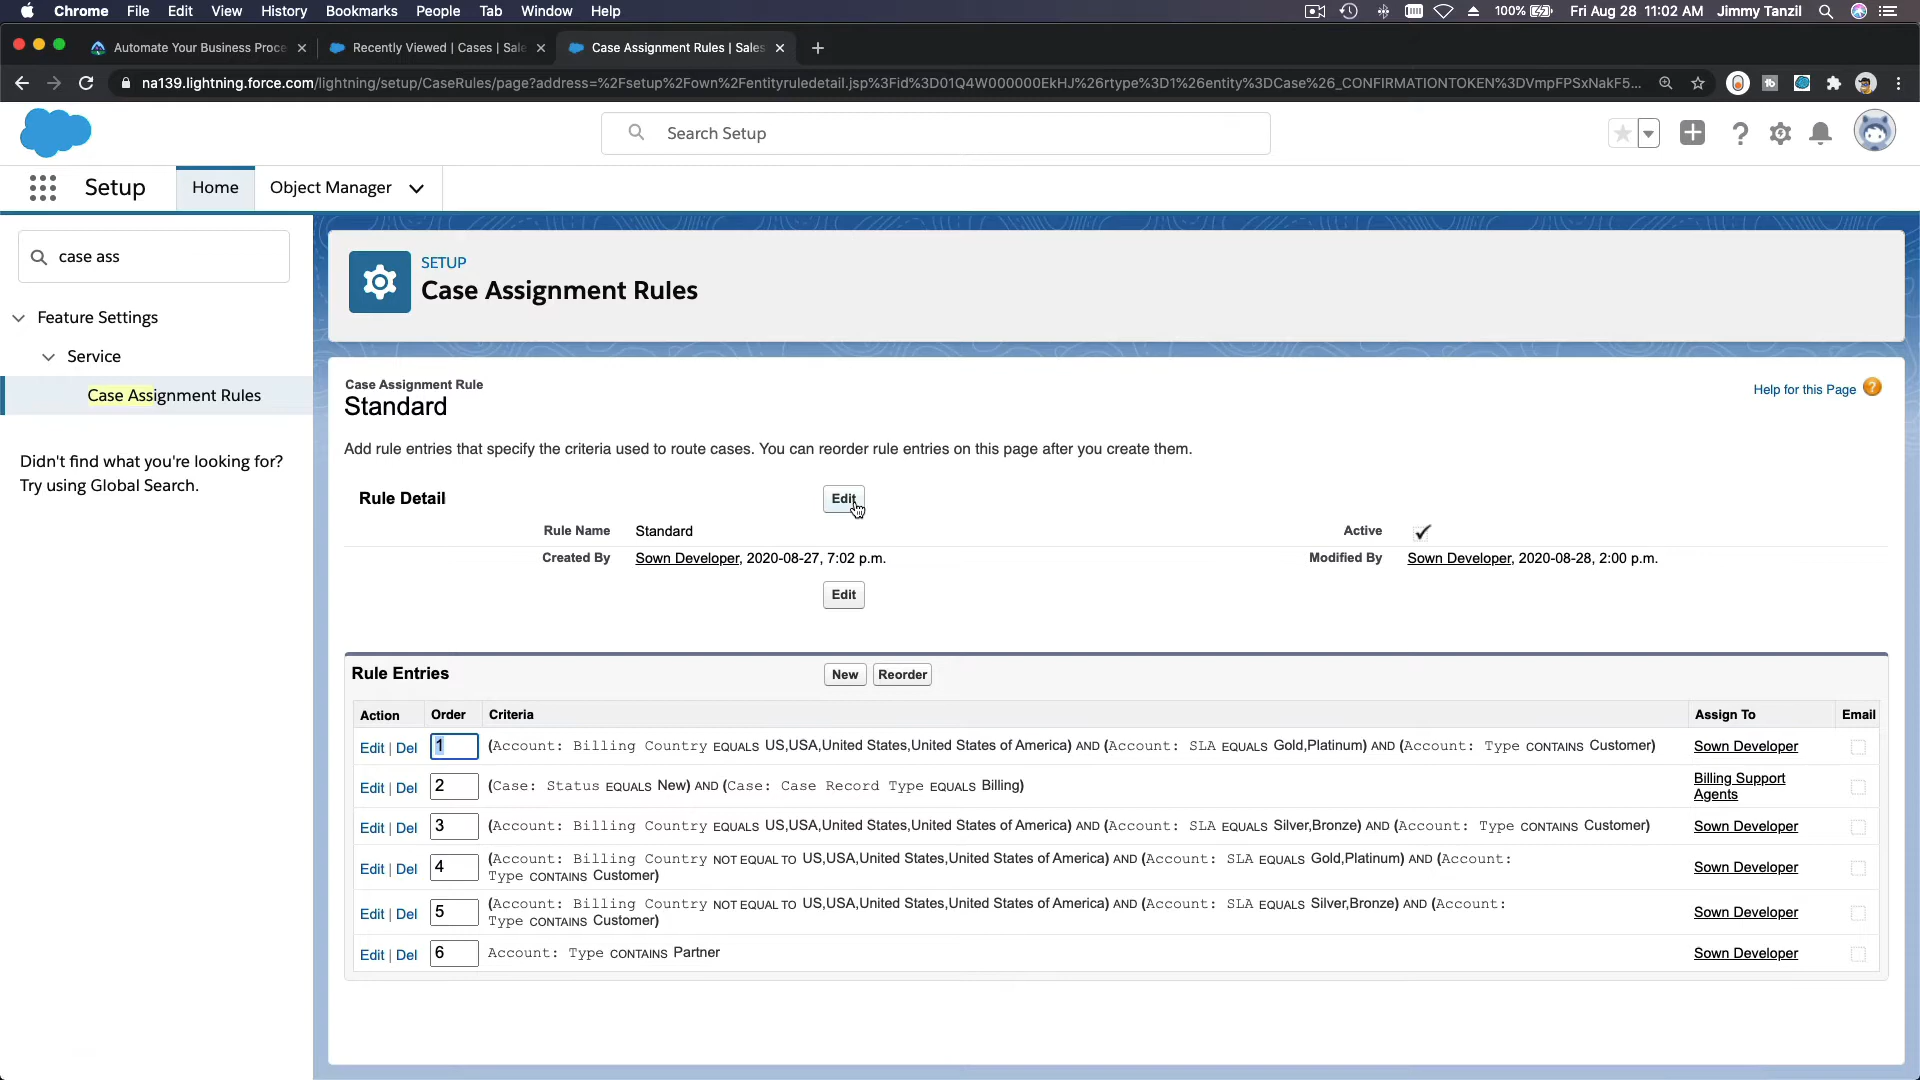 Chrome File Edit View History Bookmarks People Tab Window Help 100% Fri Aug 28 11:02 AM Jimmy Tanzil
Automate Your Business Proce Recently Viewed | Cases | Sale Case Assignment Rules | Sales
na139.lightning.force.com/lightning/setup/CaseRules/page?address=%2Fsetup%2Fown%2Fentityruledetail.jsp%3Fid%3D01Q4W000000EkHJ%26rtype%3D1%26entity%3DCase%26_CONFIRMATIONTOKEN%3DVmpFPSxNakF5...
Search Setup
Setup Home Object Manager
case ass
Feature Settings
Service
Case Assignment Rules
Didn't find what you're looking for?
Try using Global Search.
SETUP
Case Assignment Rules
Case Assignment Rule
Standard
Help for this Page ?
Add rule entries that specify the criteria used to route cases. You can reorder rule entries on this page after you create them.
Rule Detail Edit
Rule Name Standard Active
Created By Sown Developer, 2020-08-27, 7:02 p.m. Modified By Sown Developer, 2020-08-28, 2:00 p.m.
Edit
Rule Entries New Reorder
Action Order Criteria Assign To Email
Edit | Del 1 (Account: Billing Country EQUALS US,USA,United States,United States of America) AND (Account: SLA EQUALS Gold,Platinum) AND (Account: Type CONTAINS Customer) Sown Developer
Edit | Del 2 (Case: Status EQUALS New) AND (Case: Case Record Type EQUALS Billing) Billing Support
Agents
Edit | Del 3 (Account: Billing Country EQUALS US,USA,United States,United States of America) AND (Account: SLA EQUALS Silver,Bronze) AND (Account: Type CONTAINS Customer) Sown Developer
Edit | Del 4 (Account: Billing Country NOT EQUAL TO US,USA,United States,United States of America) AND (Account: SLA EQUALS Gold,Platinum) AND (Account: Sown Developer
Type CONTAINS Customer)
Edit | Del 5 (Account: Billing Country NOT EQUAL TO US,USA,United States,United States of America) AND (Account: SLA EQUALS Silver,Bronze) AND (Account: Sown Developer
Type CONTAINS Customer)
Edit | Del 6 Account: Type CONTAINS Partner Sown Developer